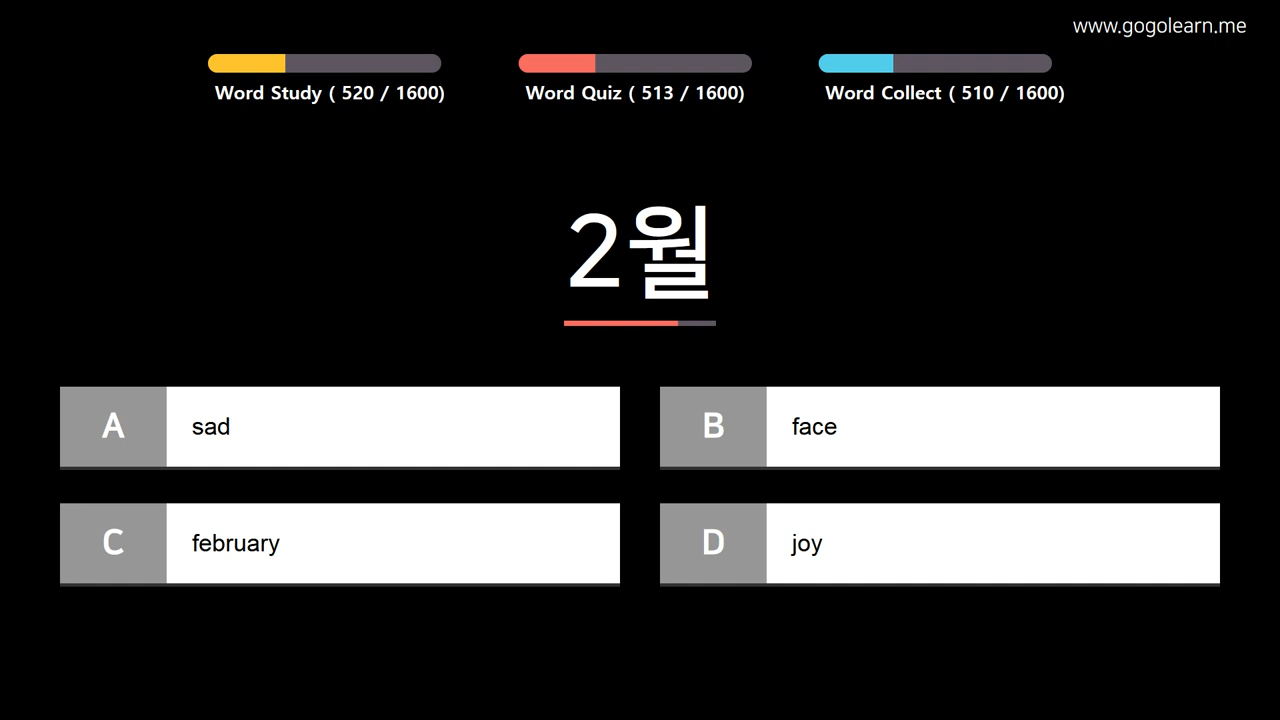 www.gogolearn.me
Word Study ( 520 / 1600)
Word Quiz ( 513 / 1600)
Word Collect ( 510 / 1600)
2월
A sad
B face
C february
D joy